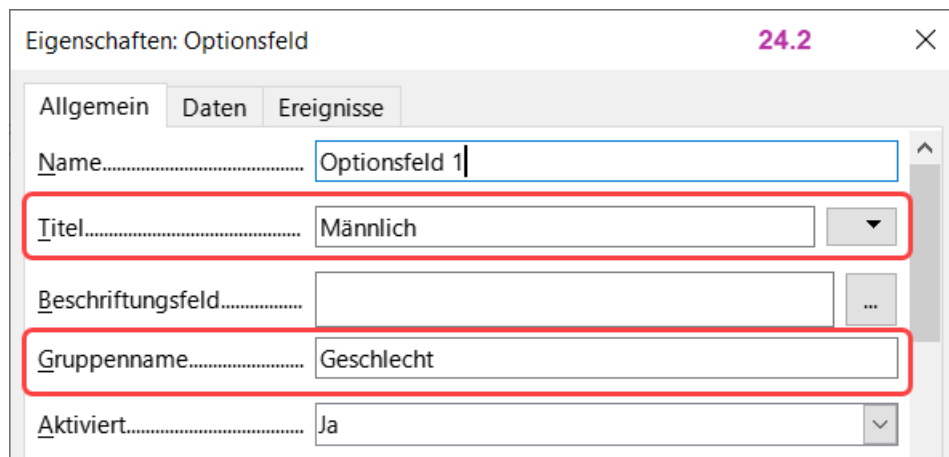 Eigenschaften: Optionsfeld 24.2
Allgemein Daten Ereignisse
Name............................................ Optionsfeld 1
Titel............................................... Männlich
Beschriftungsfeld................. ...
Gruppenname........................ Geschlecht
Aktiviert..................................... Ja